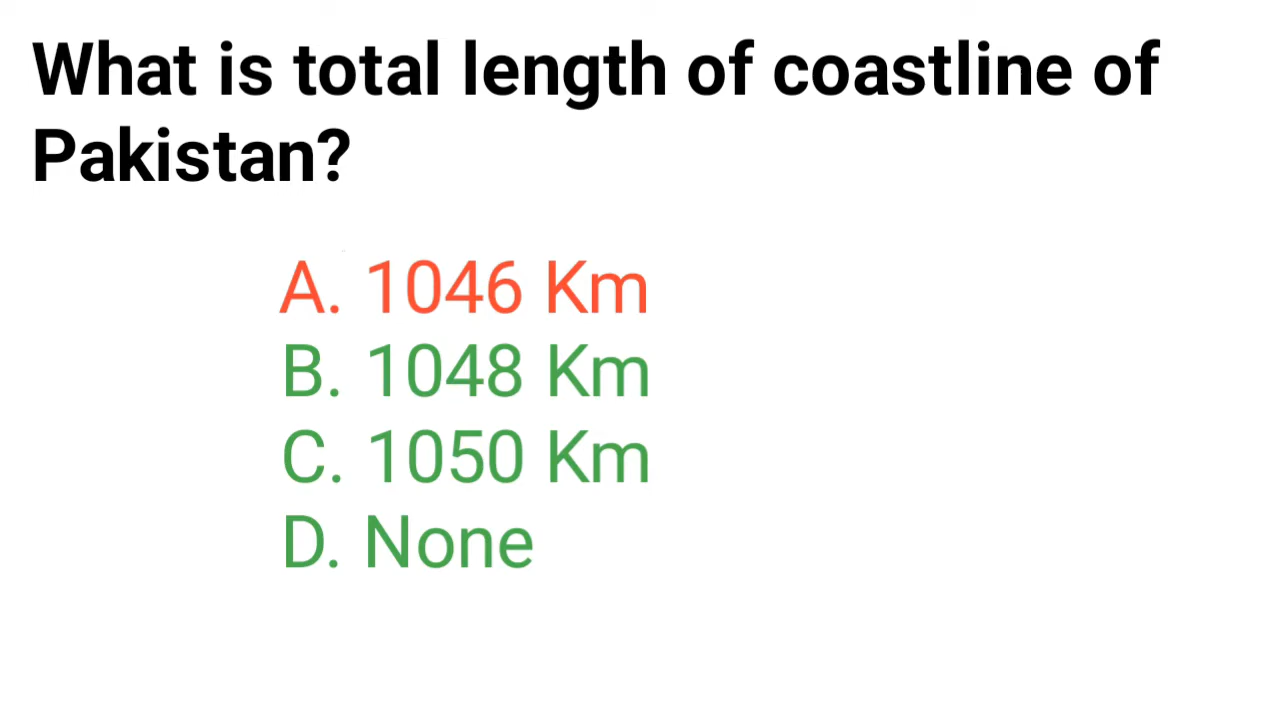 What is total length of coastline of
Pakistan?
A. 1046 Km
B. 1048 Km
C. 1050 Km
D. None